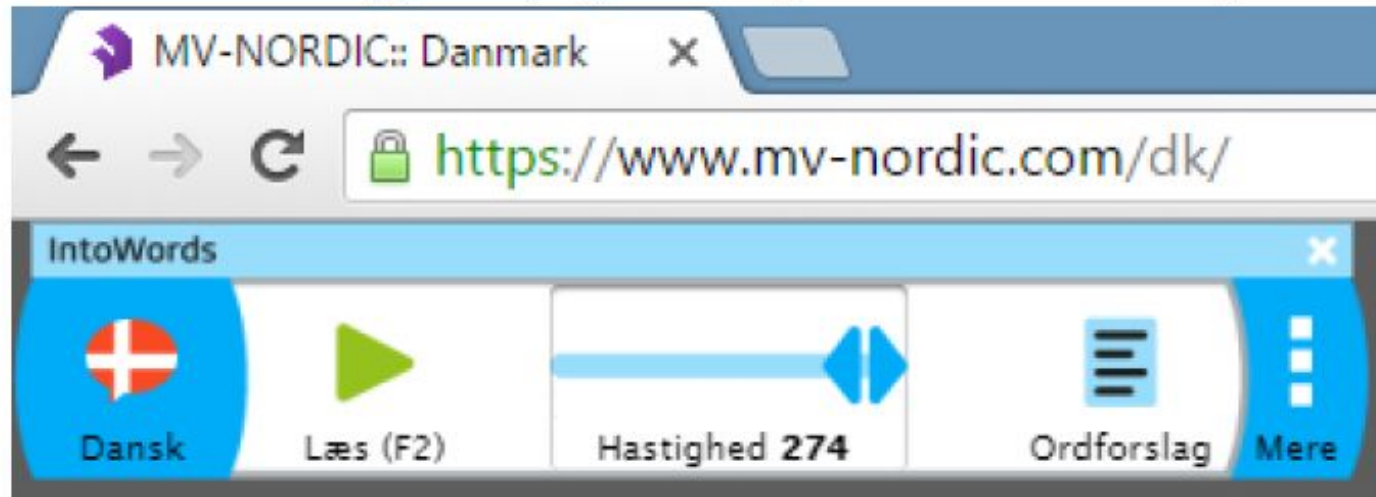 MV-NORDIC:: Danmark
https://www.mv-nordic.com/dk/
IntoWords
Dansk
Læs (F2)
Hastighed 274
Ordforslag
Mere